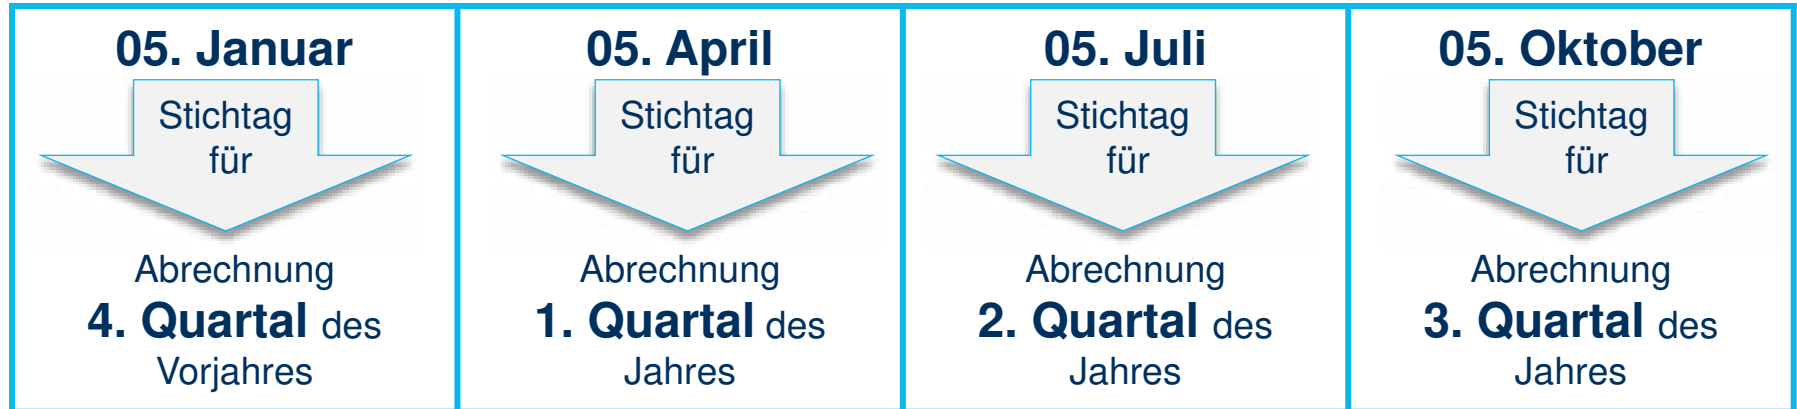 05. Januar
Stichtag
für
Abrechnung
4. Quartal des
Vorjahres
05. April
Stichtag
für
Abrechnung
1. Quartal des
Jahres
05. Juli
Stichtag
für
Abrechnung
2. Quartal des
Jahres
05. Oktober
Stichtag
für
Abrechnung
3. Quartal des
Jahres